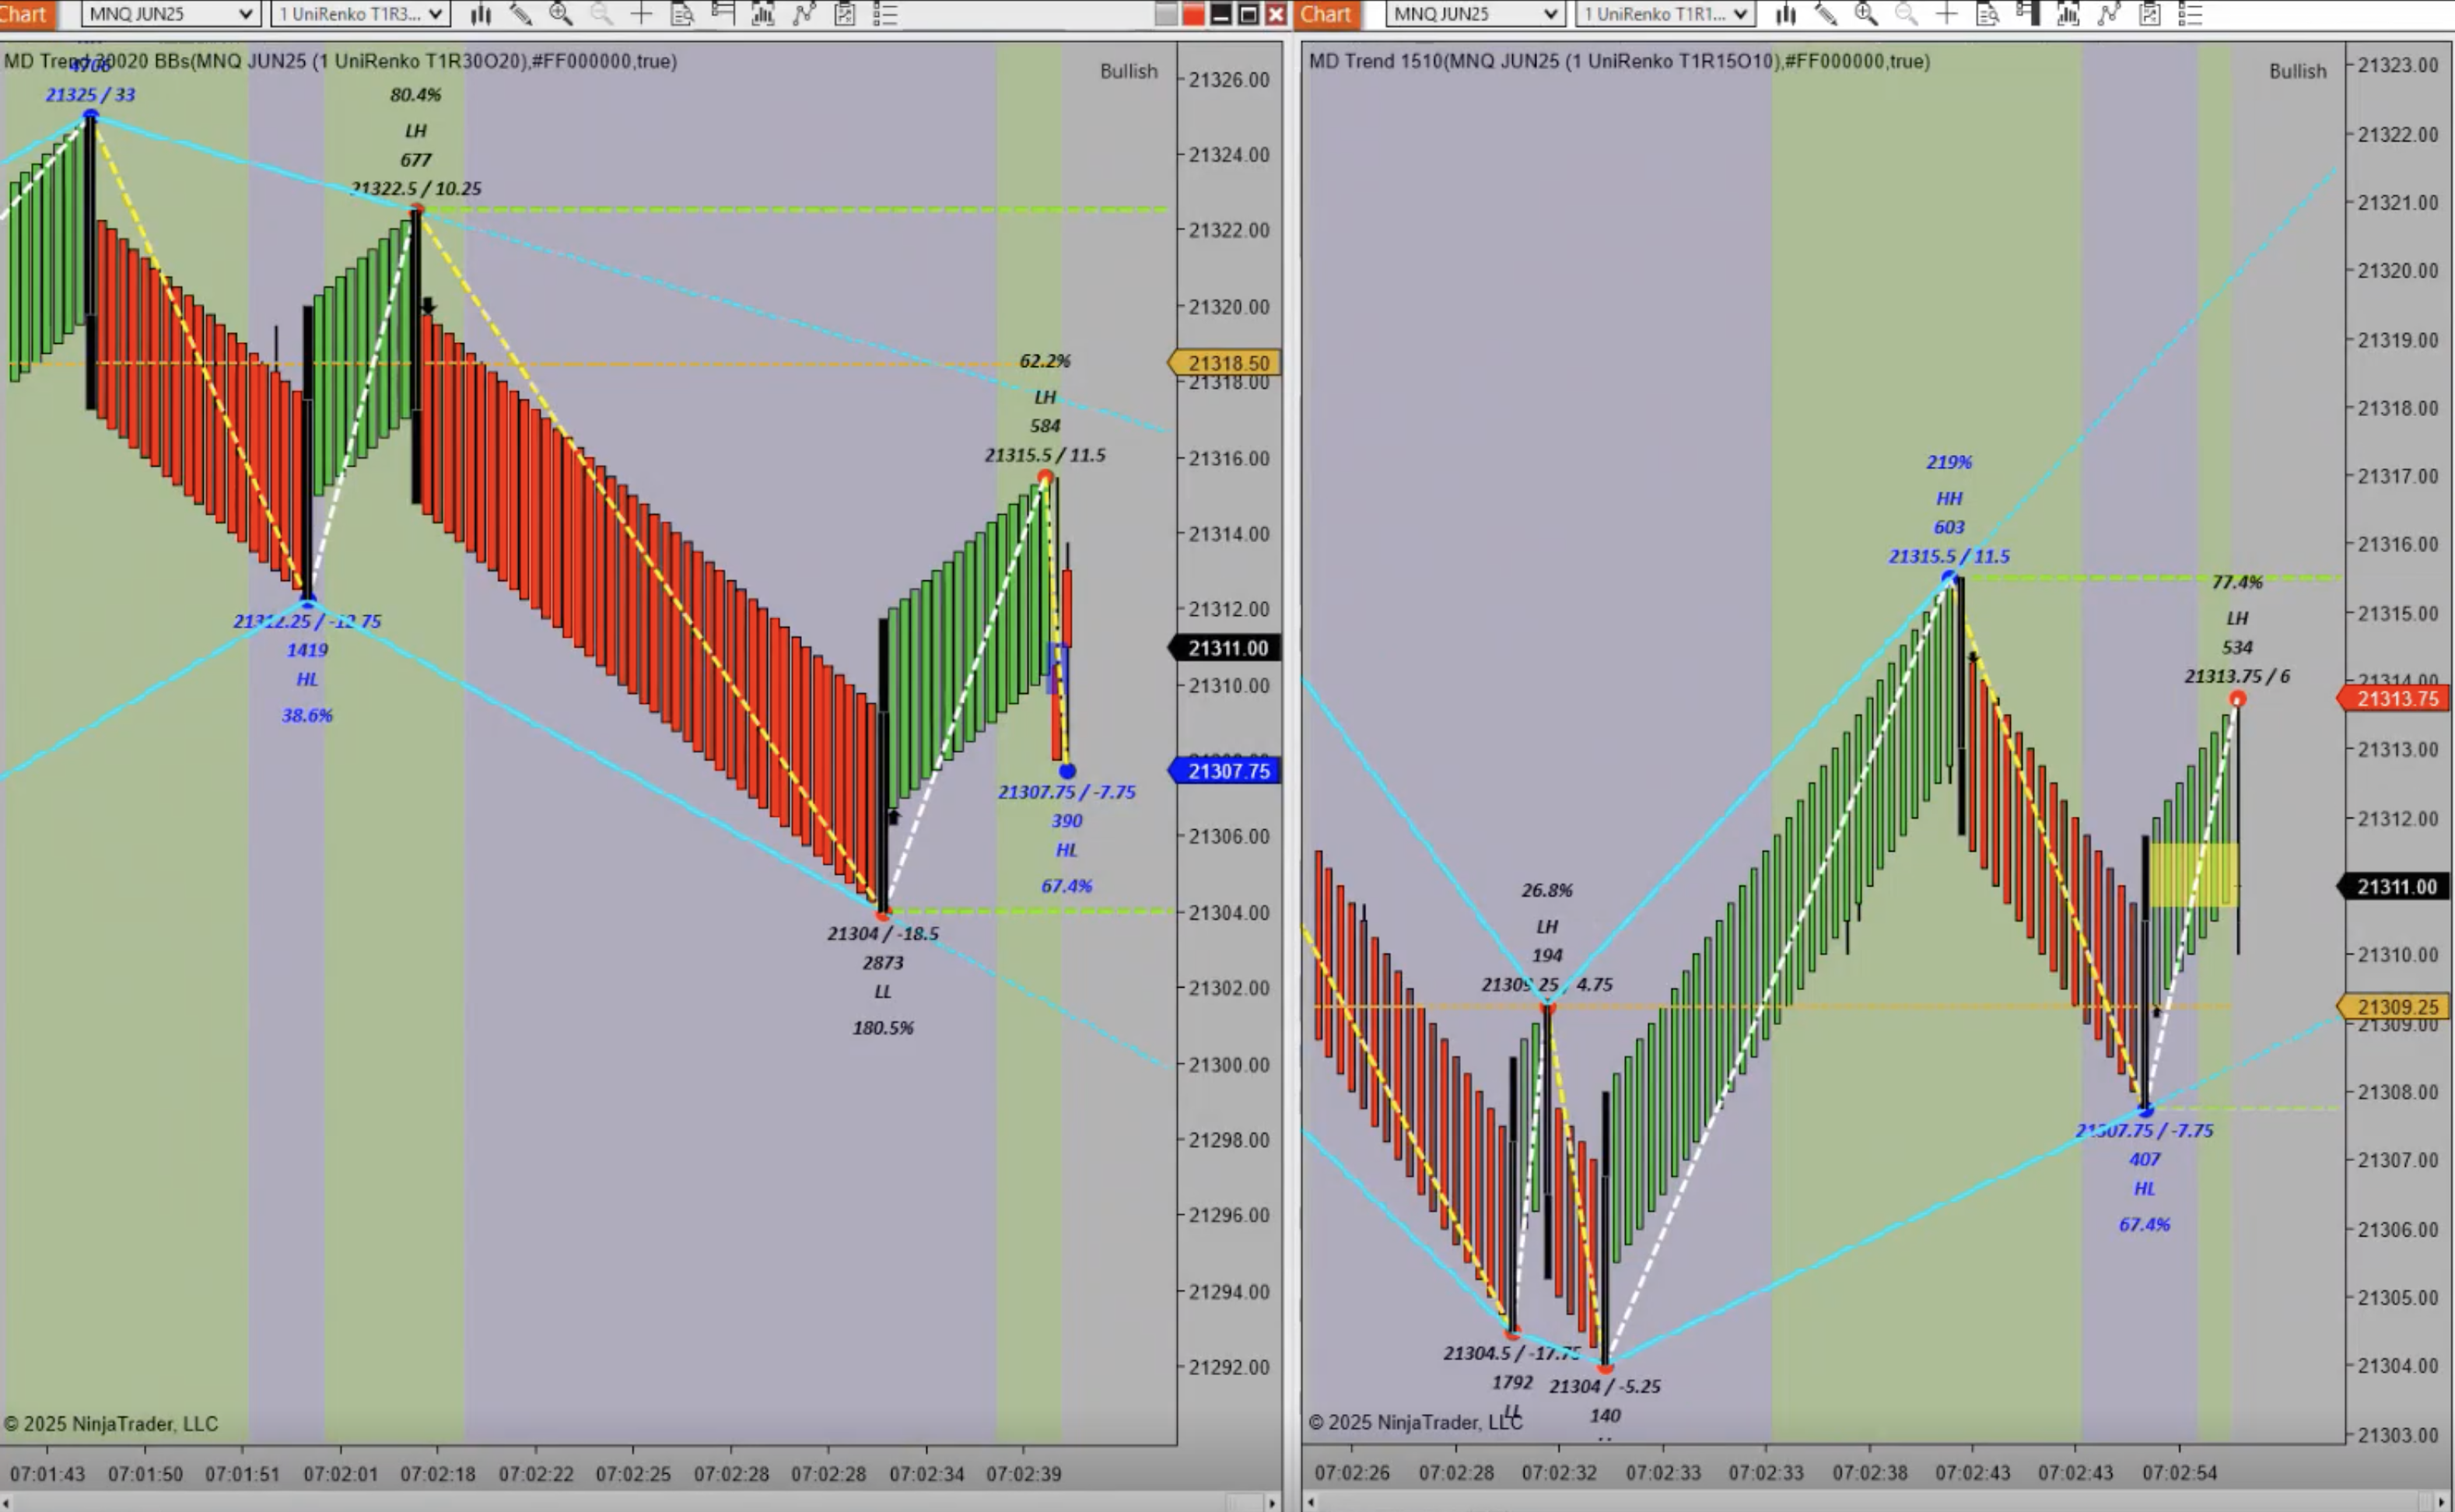 Chart
MNQ JUN25
1 UniRenko T1R3...
MD Trend 30020 BBs(MNQ JUN25 (1 UniRenko T1R30O20),#FF000000,true)
Bullish
4706
21325 / 33
80.4%
LH
677
21322.5 / 10.25
62.2%
LH
584
21315.5 / 11.5
21312.25 / -12.75
1419
HL
38.6%
21307.75 / -7.75
390
HL
67.4%
21304 / -18.5
2873
LL
180.5%
21326.00
21324.00
21322.00
21320.00
21318.50
21318.00
21316.00
21314.00
21312.00
21311.00
21310.00
21307.75
21306.00
21304.00
21302.00
21300.00
21298.00
21296.00
21294.00
21292.00
© 2025 NinjaTrader, LLC
07:01:43 07:01:50 07:01:51 07:02:01 07:02:18 07:02:22 07:02:25 07:02:28 07:02:28 07:02:34 07:02:39
Chart
MNQ JUN25
1 UniRenko T1R1...
MD Trend 1510(MNQ JUN25 (1 UniRenko T1R15O10),#FF000000,true)
Bullish
219%
HH
603
21315.5 / 11.5
77.4%
LH
534
21313.75 / 6
26.8%
LH
194
21309.25 / 4.75
21307.75 / -7.75
407
HL
67.4%
21304.5 / -17.75
1792
LL
21304 / -5.25
140
21323.00
21322.00
21321.00
21320.00
21319.00
21318.00
21317.00
21316.00
21315.00
21314.00
21313.75
21313.00
21312.00
21311.00
21310.00
21309.25
21309.00
21308.00
21307.00
21306.00
21305.00
21304.00
21303.00
© 2025 NinjaTrader, LLC
07:02:26 07:02:28 07:02:32 07:02:33 07:02:33 07:02:38 07:02:43 07:02:43 07:02:54